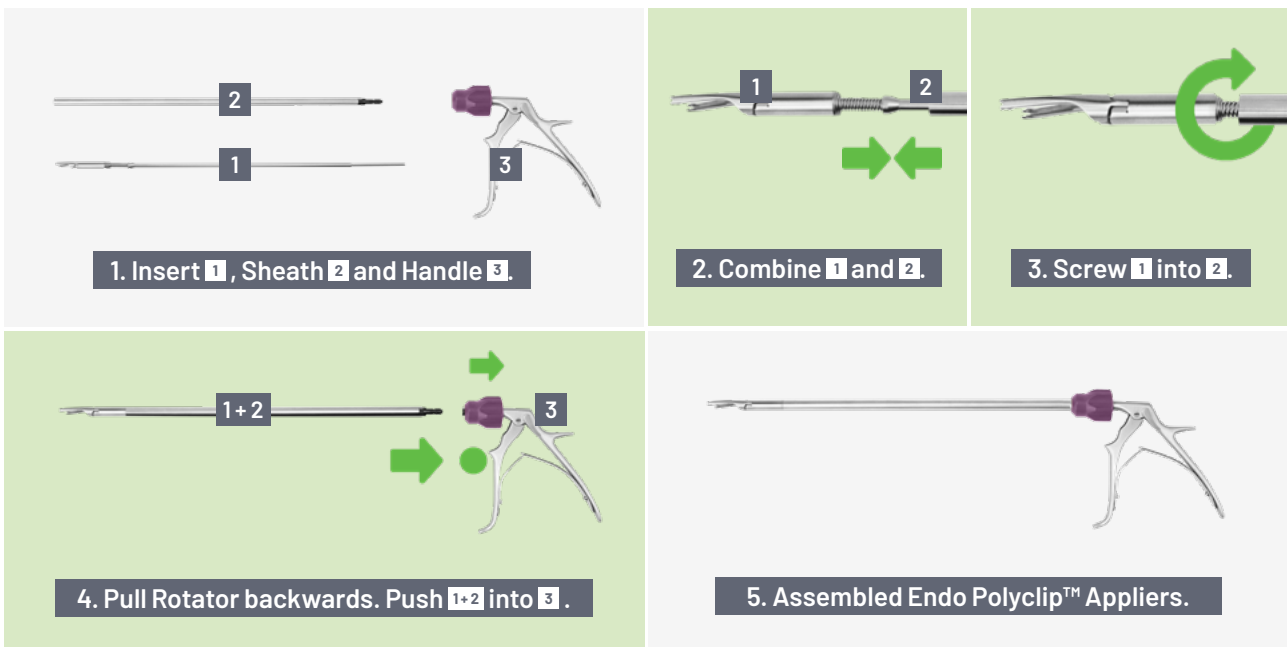 2
1
3
1. Insert 1, Sheath 2 and Handle 3.
1
2
2. Combine 1 and 2.
3. Screw 1 into 2.
1+2
3
4. Pull Rotator backwards. Push 1+2 into 3.
5. Assembled Endo Polyclip™ Appliers.